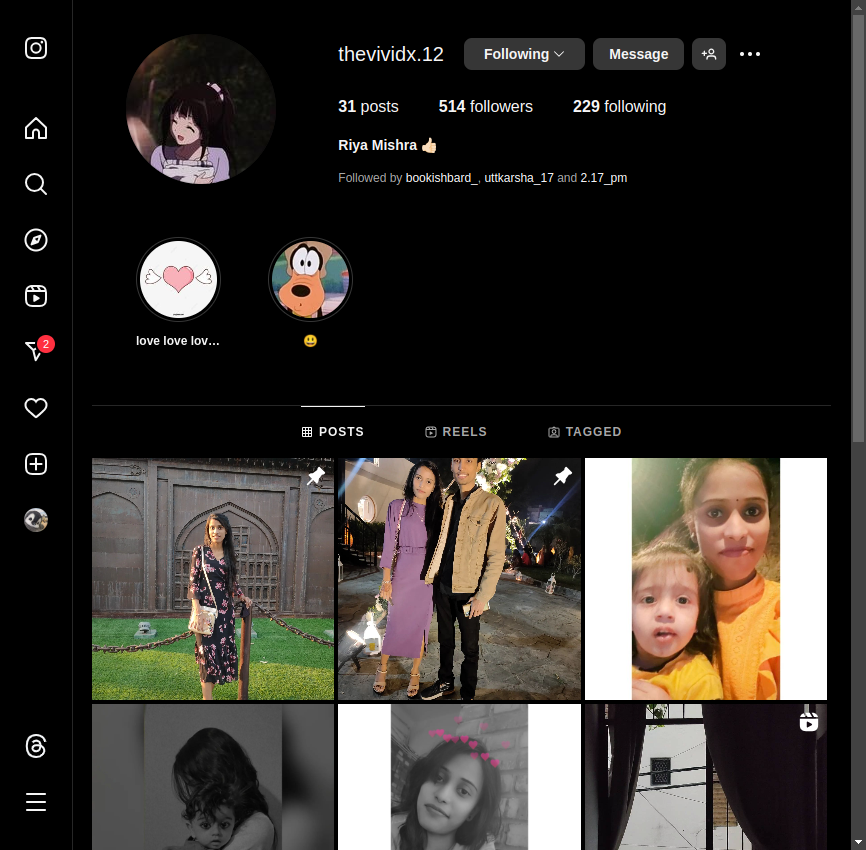 thevividx.12 Following Message
31 posts 514 followers 229 following
Riya Mishra 👍🏻
Followed by bookishbard_, uttkarsha_17 and 2.17_pm
2
love love lov… 😃
POSTS REELS TAGGED